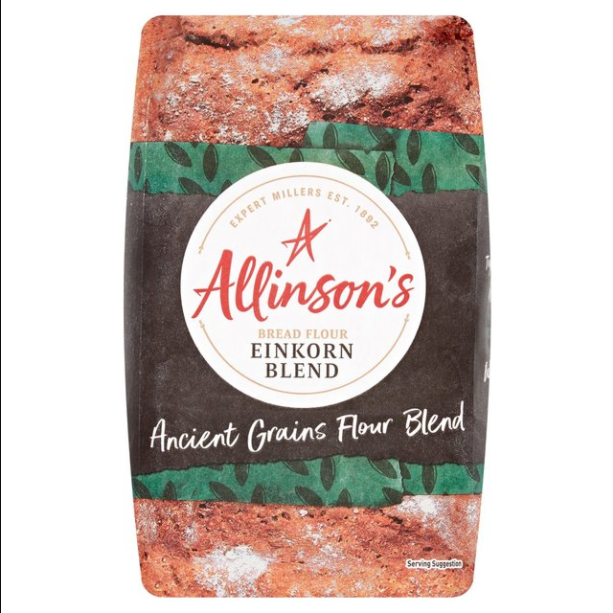 EXPERT MILLERS EST. 1892
Allinson's
BREAD FLOUR
EINKORN
BLEND
Ancient Grains Flour Blend
Serving Suggestion